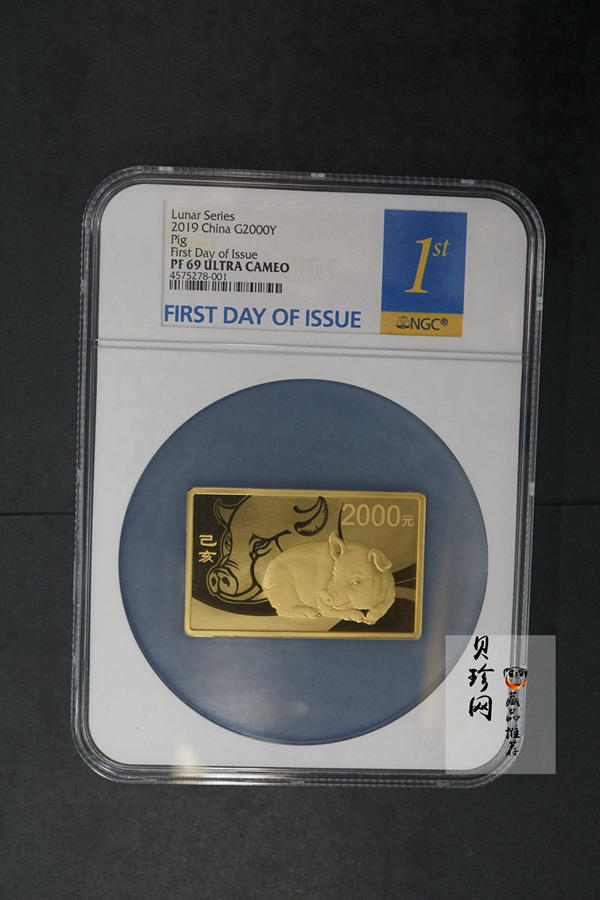 Lunar Series
2019 China G2000Y
Pig
First Day of Issue
PF 69 ULTRA CAMEO
4575278-001
FIRST DAY OF ISSUE
1st
NGC®
NGC
2000元
己亥
贝珍网
藏品推荐